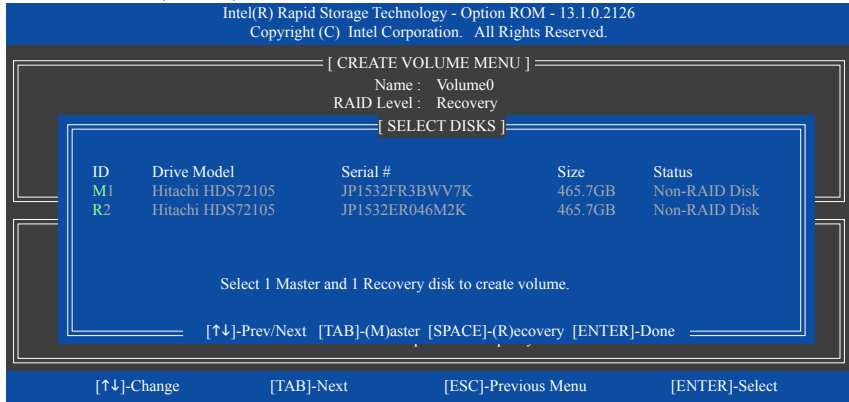 Intel(R) Rapid Storage Technology - Option ROM - 13.1.0.2126
Copyright (C) Intel Corporation. All Rights Reserved.
[ CREATE VOLUME MENU ]
Name : Volume0
RAID Level : Recovery
[ SELECT DISKS ]
ID Drive Model Serial # Size Status
M1 Hitachi HDS72105 JP1532FR3BWV7K 465.7GB Non-RAID Disk
R2 Hitachi HDS72105 JP1532ER046M2K 465.7GB Non-RAID Disk
Select 1 Master and 1 Recovery disk to create volume.
[↑↓]-Prev/Next [TAB]-(M)aster [SPACE]-(R)ecovery [ENTER]-Done
[↑↓]-Change [TAB]-Next [ESC]-Previous Menu [ENTER]-Select